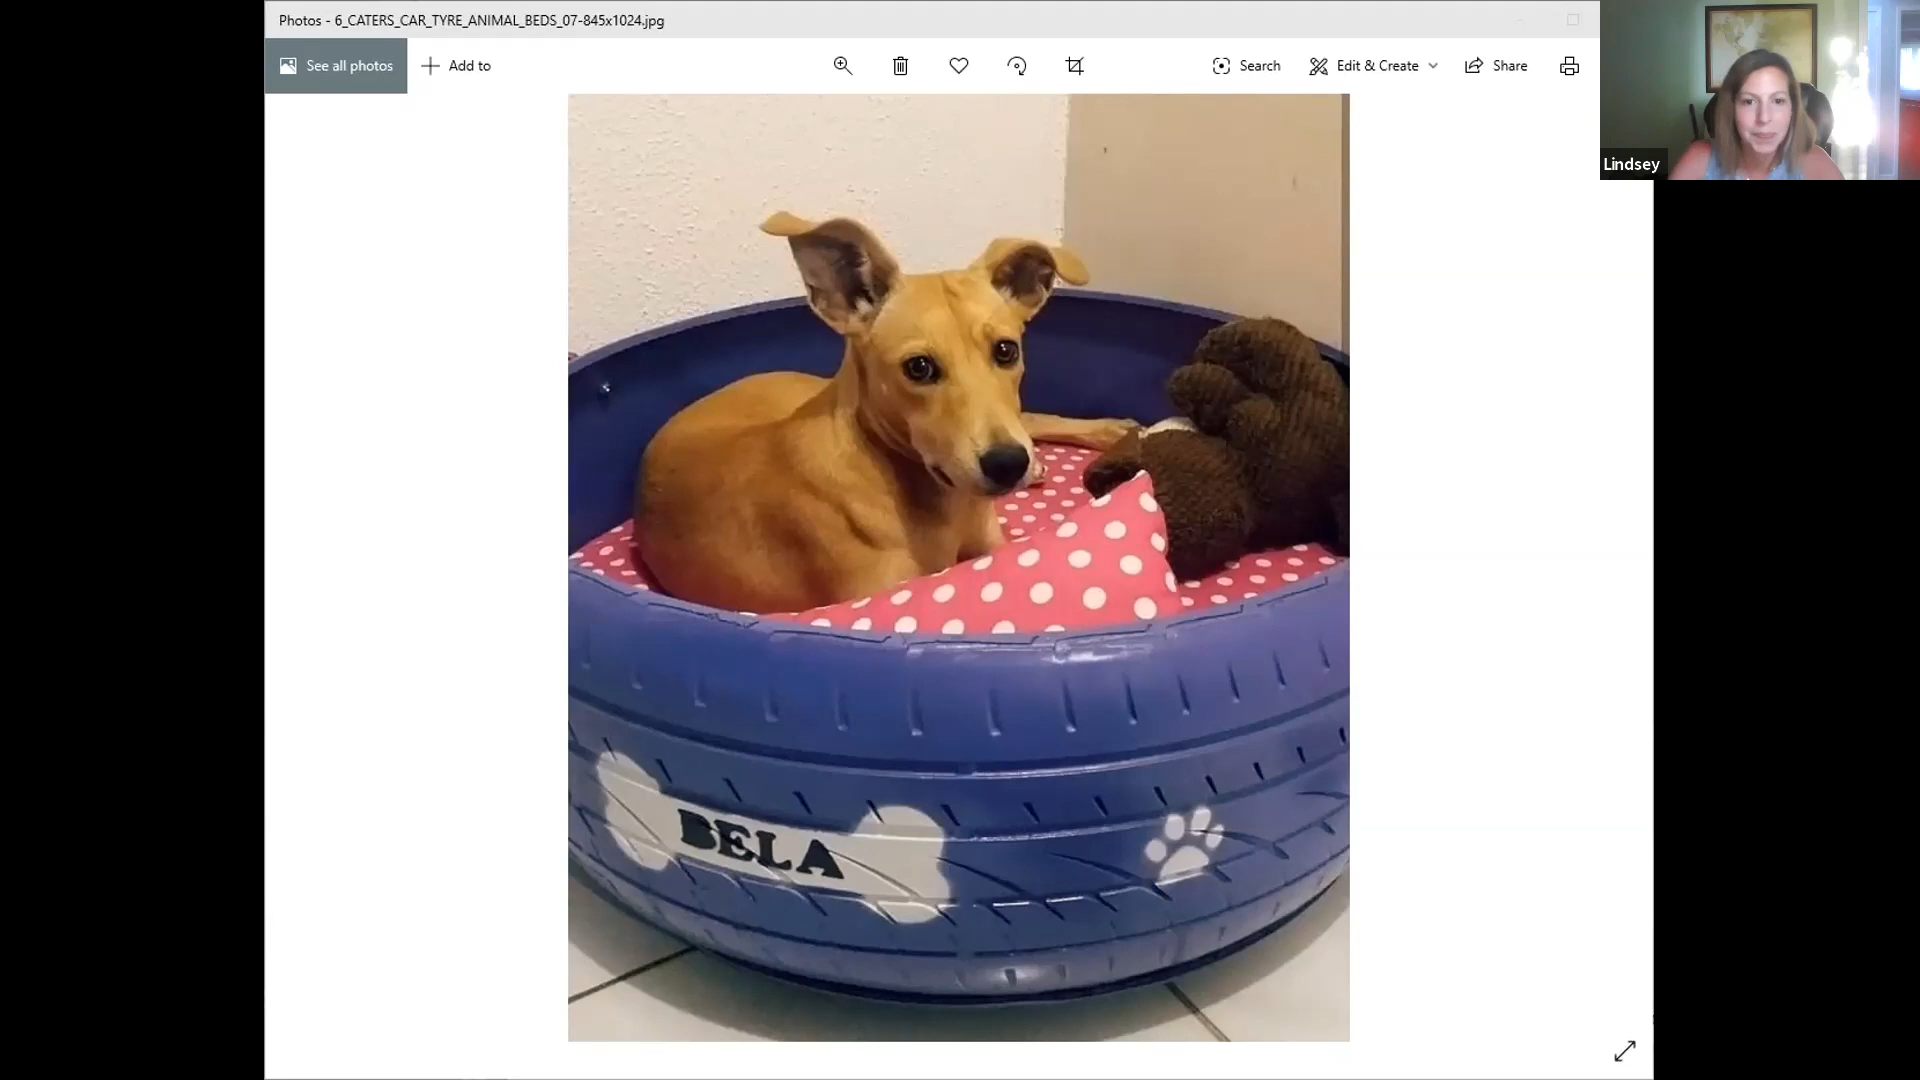 Photos - 6_CATERS_CAR_TYRE_ANIMAL_BEDS_07-845x1024.jpg
See all photos
Add to
Search
Edit & Create
Share
Lindsey
BELA